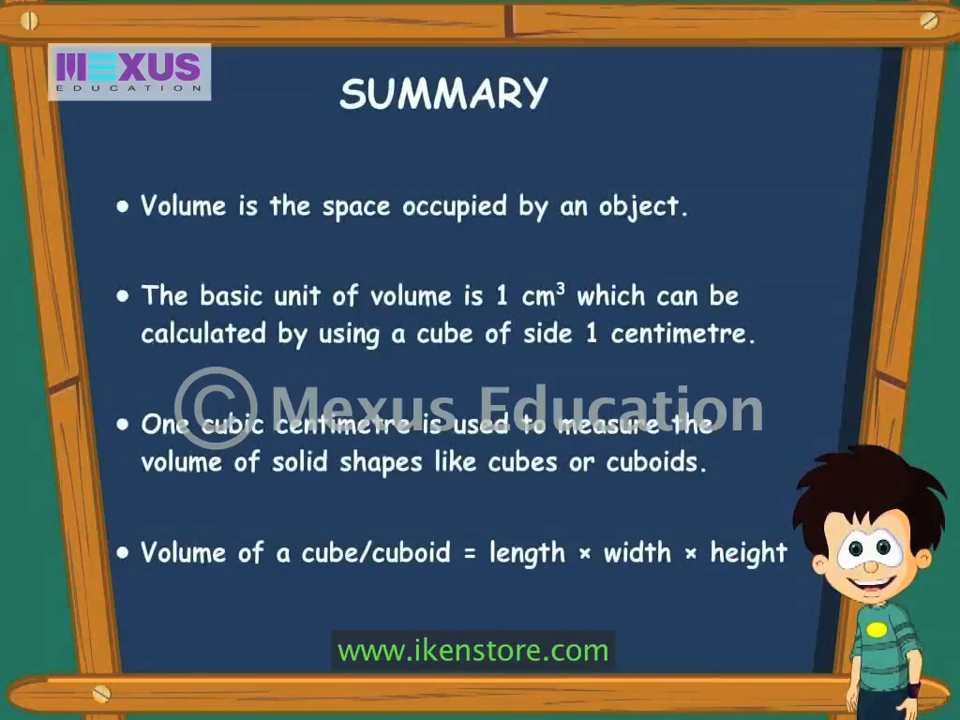 MEXUS
EDUCATION
SUMMARY
• Volume is the space occupied by an object.
• The basic unit of volume is 1 cm³ which can be
calculated by using a cube of side 1 centimetre.
© Mexus Education
• One cubic centimetre is used to measure the
volume of solid shapes like cubes or cuboids.
• Volume of a cube/cuboid = length × width × height
www.ikenstore.com